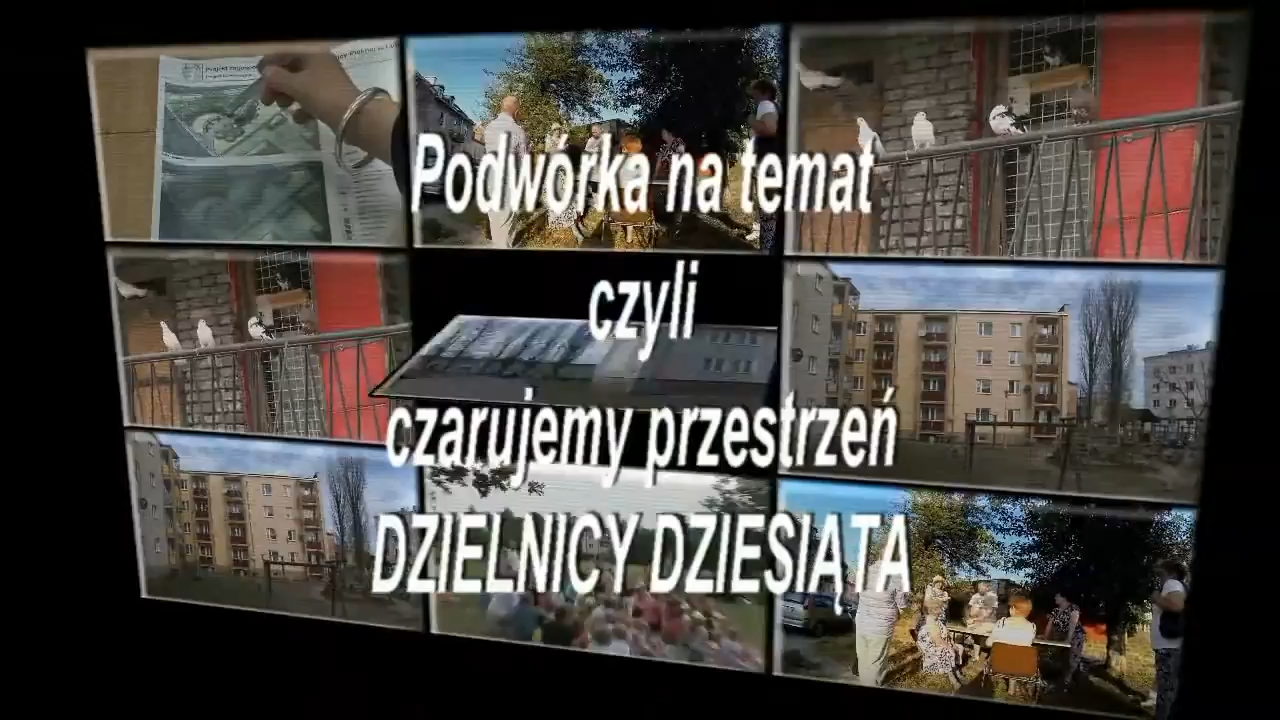 Podwórka na temat
czyli
czarujemy przestrzeń
DZIELNICY DZIESIĄTA